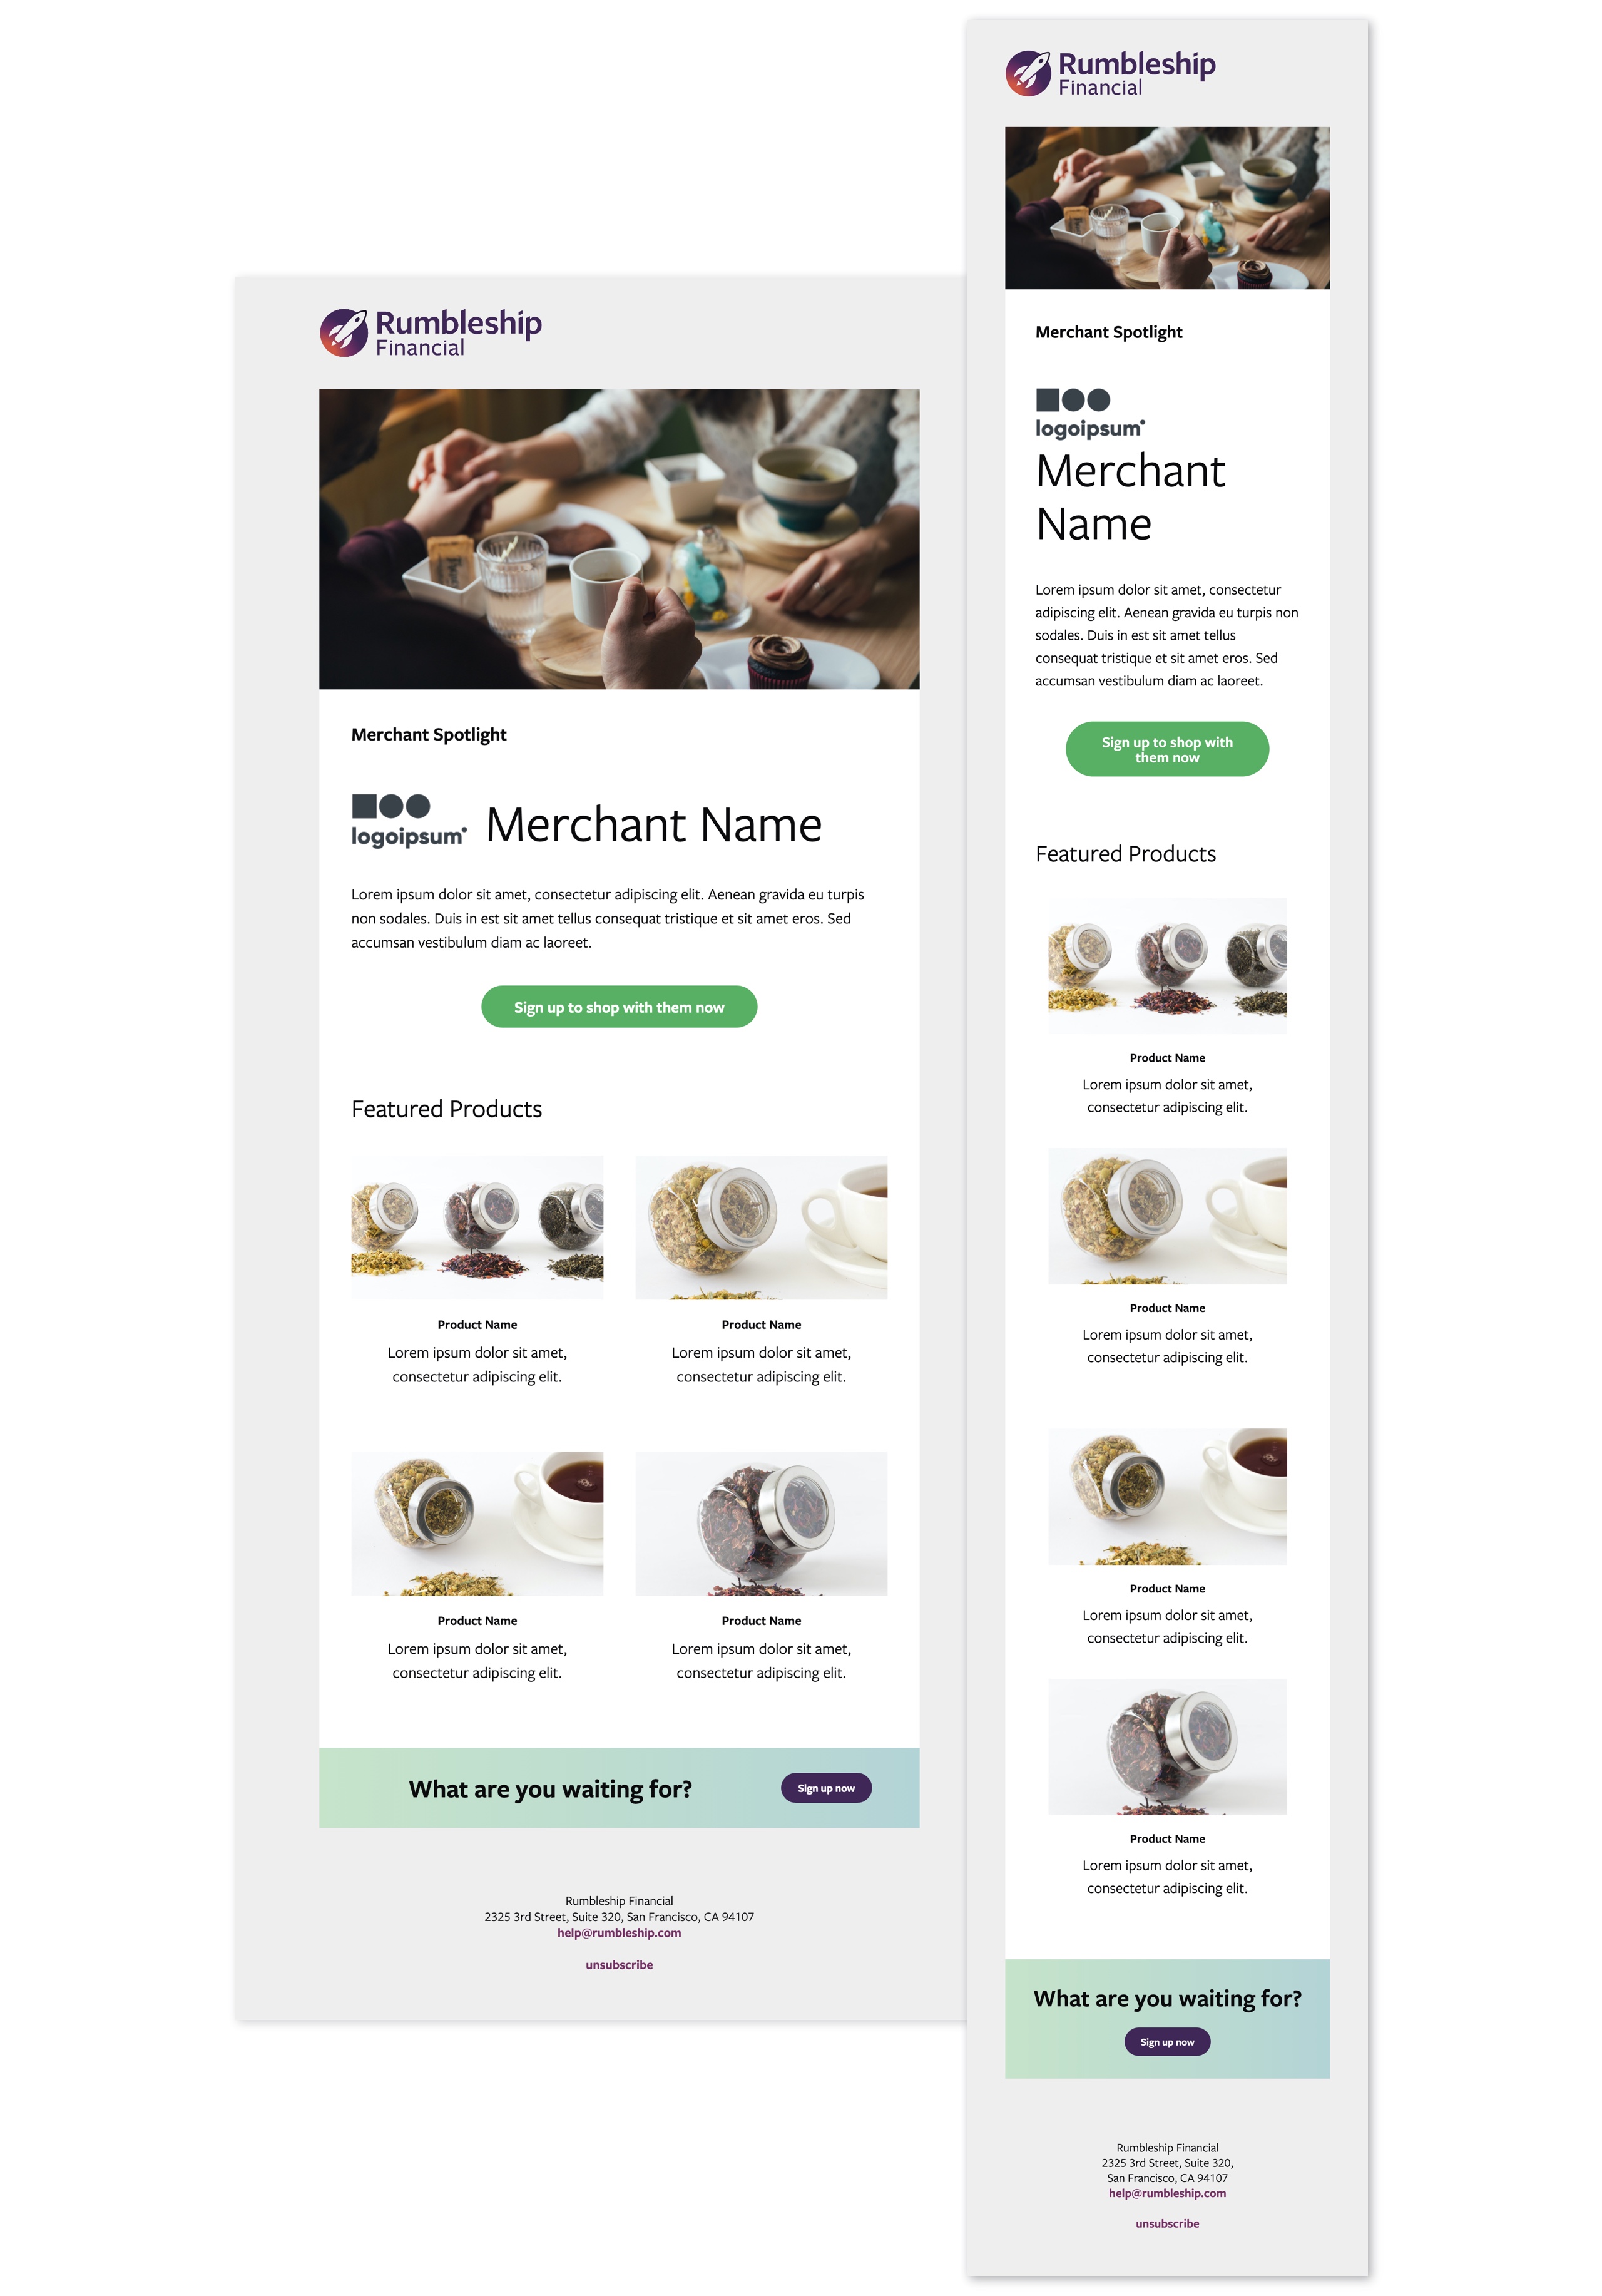 Rumbleship
Financial
Merchant Spotlight
logoipsum
Merchant Name
Lorem ipsum dolor sit amet, consectetur adipiscing elit. Aenean gravida eu turpis
non sodales. Duis in est sit amet tellus consequat tristique et sit amet eros. Sed
accumsan vestibulum diam ac laoreet.
Sign up to shop with them now
Featured Products
Product Name
Lorem ipsum dolor sit amet,
consectetur adipiscing elit.
Product Name
Lorem ipsum dolor sit amet,
consectetur adipiscing elit.
Product Name
Lorem ipsum dolor sit amet,
consectetur adipiscing elit.
Product Name
Lorem ipsum dolor sit amet,
consectetur adipiscing elit.
What are you waiting for?
Sign up now
Rumbleship Financial
2325 3rd Street, Suite 320, San Francisco, CA 94107
help@rumbleship.com
unsubscribe
Rumbleship
Financial
Merchant Spotlight
logoipsum
Merchant
Name
Lorem ipsum dolor sit amet, consectetur
adipiscing elit. Aenean gravida eu turpis non
sodales. Duis in est sit amet tellus
consequat tristique et sit amet eros. Sed
accumsan vestibulum diam ac laoreet.
Sign up to shop with
them now
Featured Products
Product Name
Lorem ipsum dolor sit amet,
consectetur adipiscing elit.
Product Name
Lorem ipsum dolor sit amet,
consectetur adipiscing elit.
Product Name
Lorem ipsum dolor sit amet,
consectetur adipiscing elit.
Product Name
Lorem ipsum dolor sit amet,
consectetur adipiscing elit.
What are you waiting for?
Sign up now
Rumbleship Financial
2325 3rd Street, Suite 320,
San Francisco, CA 94107
help@rumbleship.com
unsubscribe